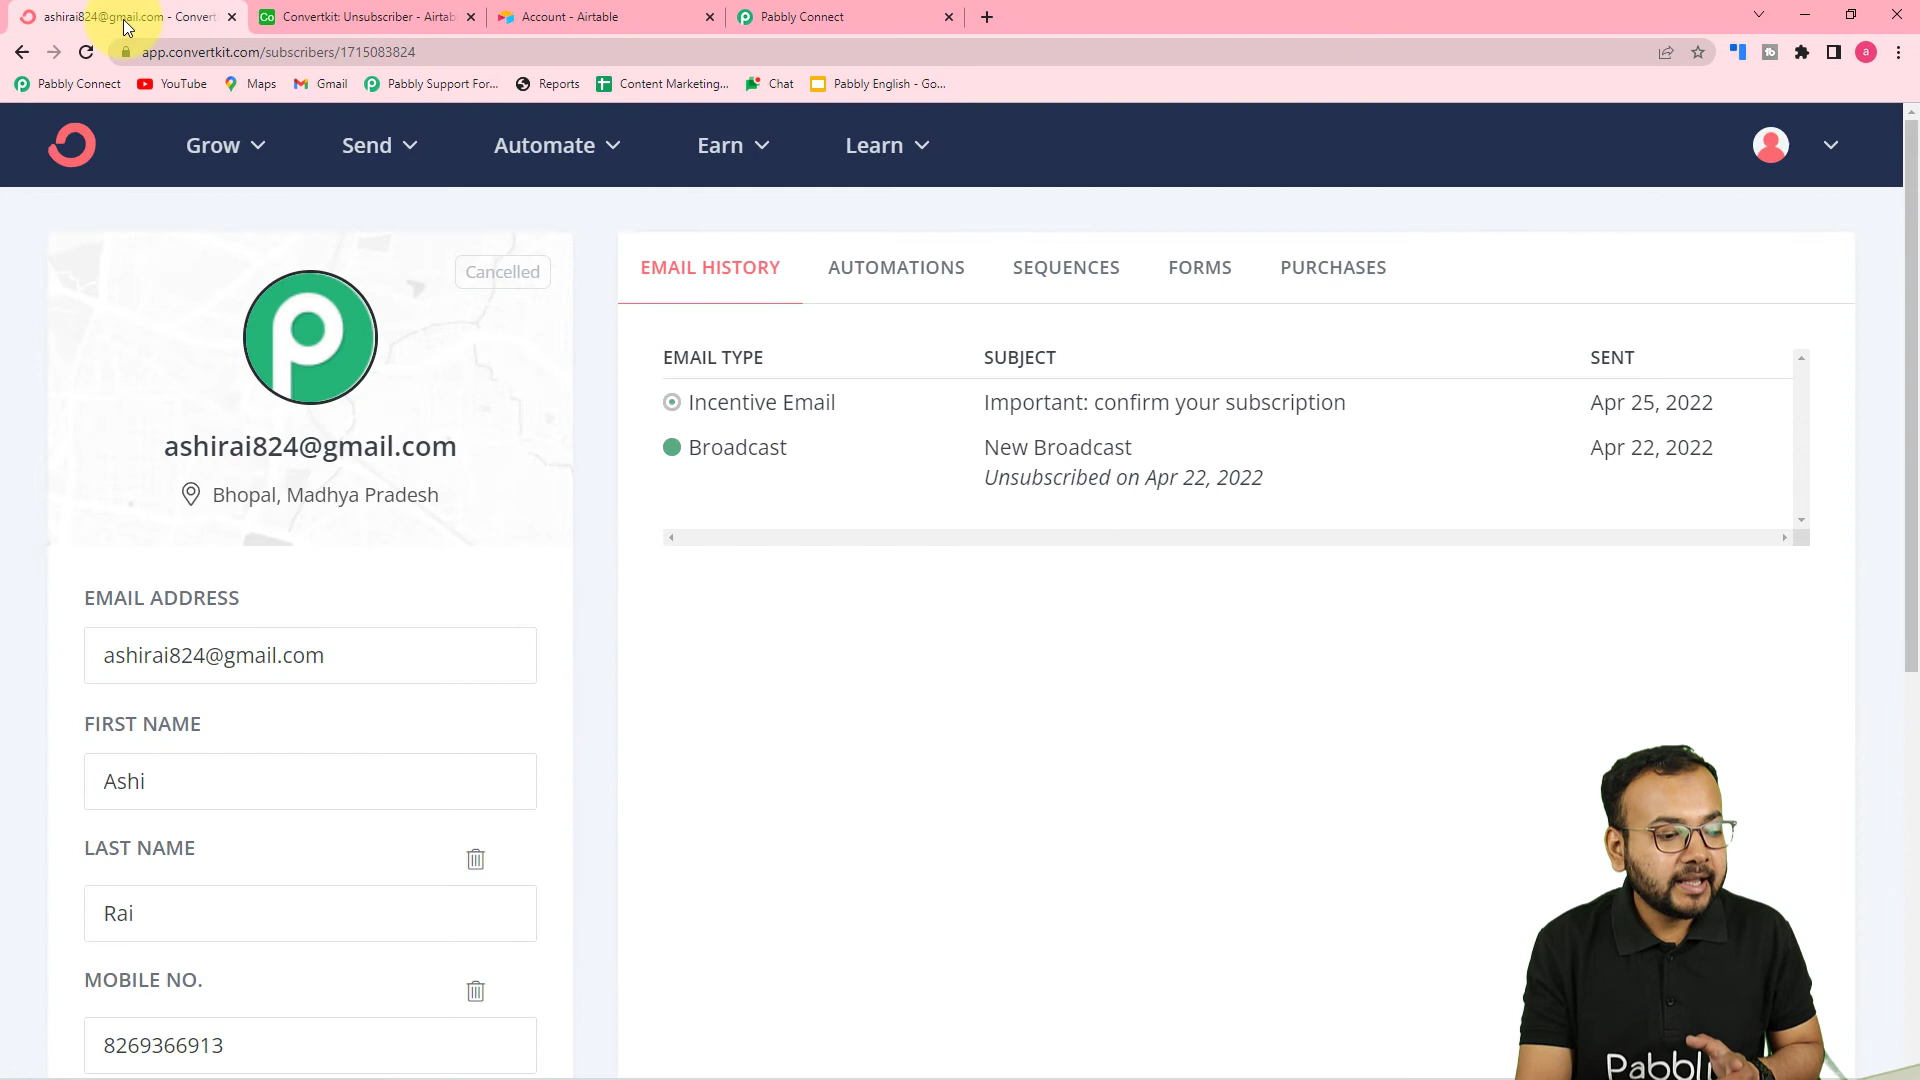 ashirai824@gmail.com - Convert
Convertkit: Unsubscriber - Airtab
Account - Airtable
Pabbly Connect
app.convertkit.com/subscribers/1715083824
Pabbly Connect
YouTube
Maps
Gmail
Pabbly Support For...
Reports
Content Marketing...
Chat
Pabbly English - Go...
Grow
Send
Automate
Earn
Learn
Cancelled
ashirai824@gmail.com
Bhopal, Madhya Pradesh
EMAIL ADDRESS
ashirai824@gmail.com
FIRST NAME
Ashi
LAST NAME
Rai
MOBILE NO.
8269366913
EMAIL HISTORY
AUTOMATIONS
SEQUENCES
FORMS
PURCHASES
EMAIL TYPE SUBJECT SENT
Incentive Email Important: confirm your subscription Apr 25, 2022
Broadcast New Broadcast Apr 22, 2022
Unsubscribed on Apr 22, 2022
Pabbly